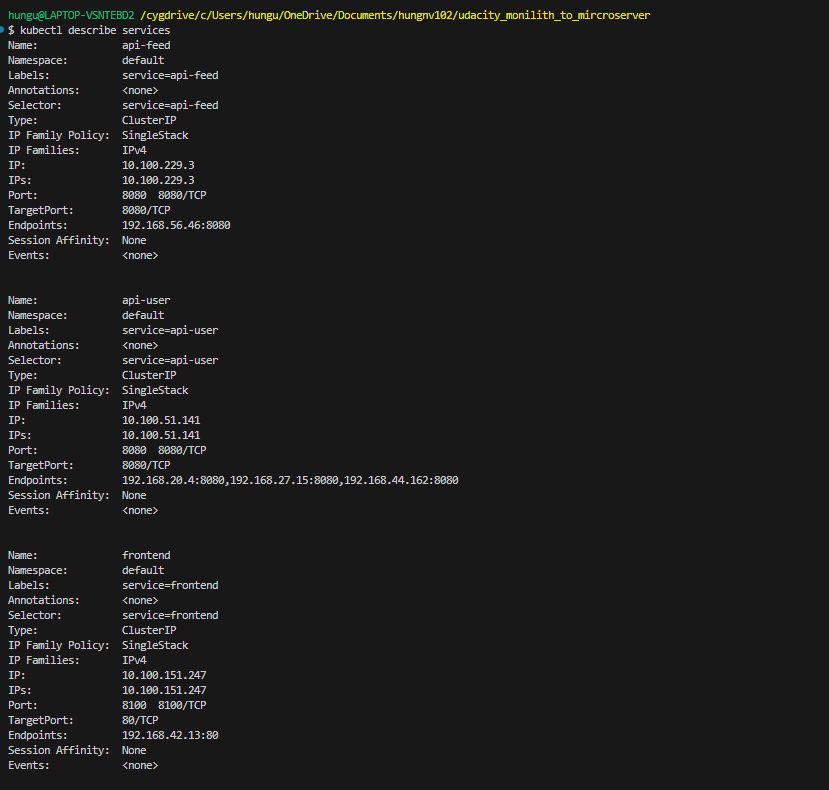 hungu@LAPTOP-VSNTEBD2 /cygdrive/c/Users/hungu/OneDrive/Documents/hungnv102/udacity_monilith_to_mircroserver
$ kubectl describe services
Name:              api-feed
Namespace:         default
Labels:            service=api-feed
Annotations:       <none>
Selector:          service=api-feed
Type:              ClusterIP
IP Family Policy:  SingleStack
IP Families:       IPv4
IP:                10.100.229.3
IPs:               10.100.229.3
Port:              8080  8080/TCP
TargetPort:        8080/TCP
Endpoints:         192.168.56.46:8080
Session Affinity:  None
Events:            <none>

Name:              api-user
Namespace:         default
Labels:            service=api-user
Annotations:       <none>
Selector:          service=api-user
Type:              ClusterIP
IP Family Policy:  SingleStack
IP Families:       IPv4
IP:                10.100.51.141
IPs:               10.100.51.141
Port:              8080  8080/TCP
TargetPort:        8080/TCP
Endpoints:         192.168.20.4:8080,192.168.27.15:8080,192.168.44.162:8080
Session Affinity:  None
Events:            <none>

Name:              frontend
Namespace:         default
Labels:            service=frontend
Annotations:       <none>
Selector:          service=frontend
Type:              ClusterIP
IP Family Policy:  SingleStack
IP Families:       IPv4
IP:                10.100.151.247
IPs:               10.100.151.247
Port:              8100  8100/TCP
TargetPort:        80/TCP
Endpoints:         192.168.42.13:80
Session Affinity:  None
Events:            <none>